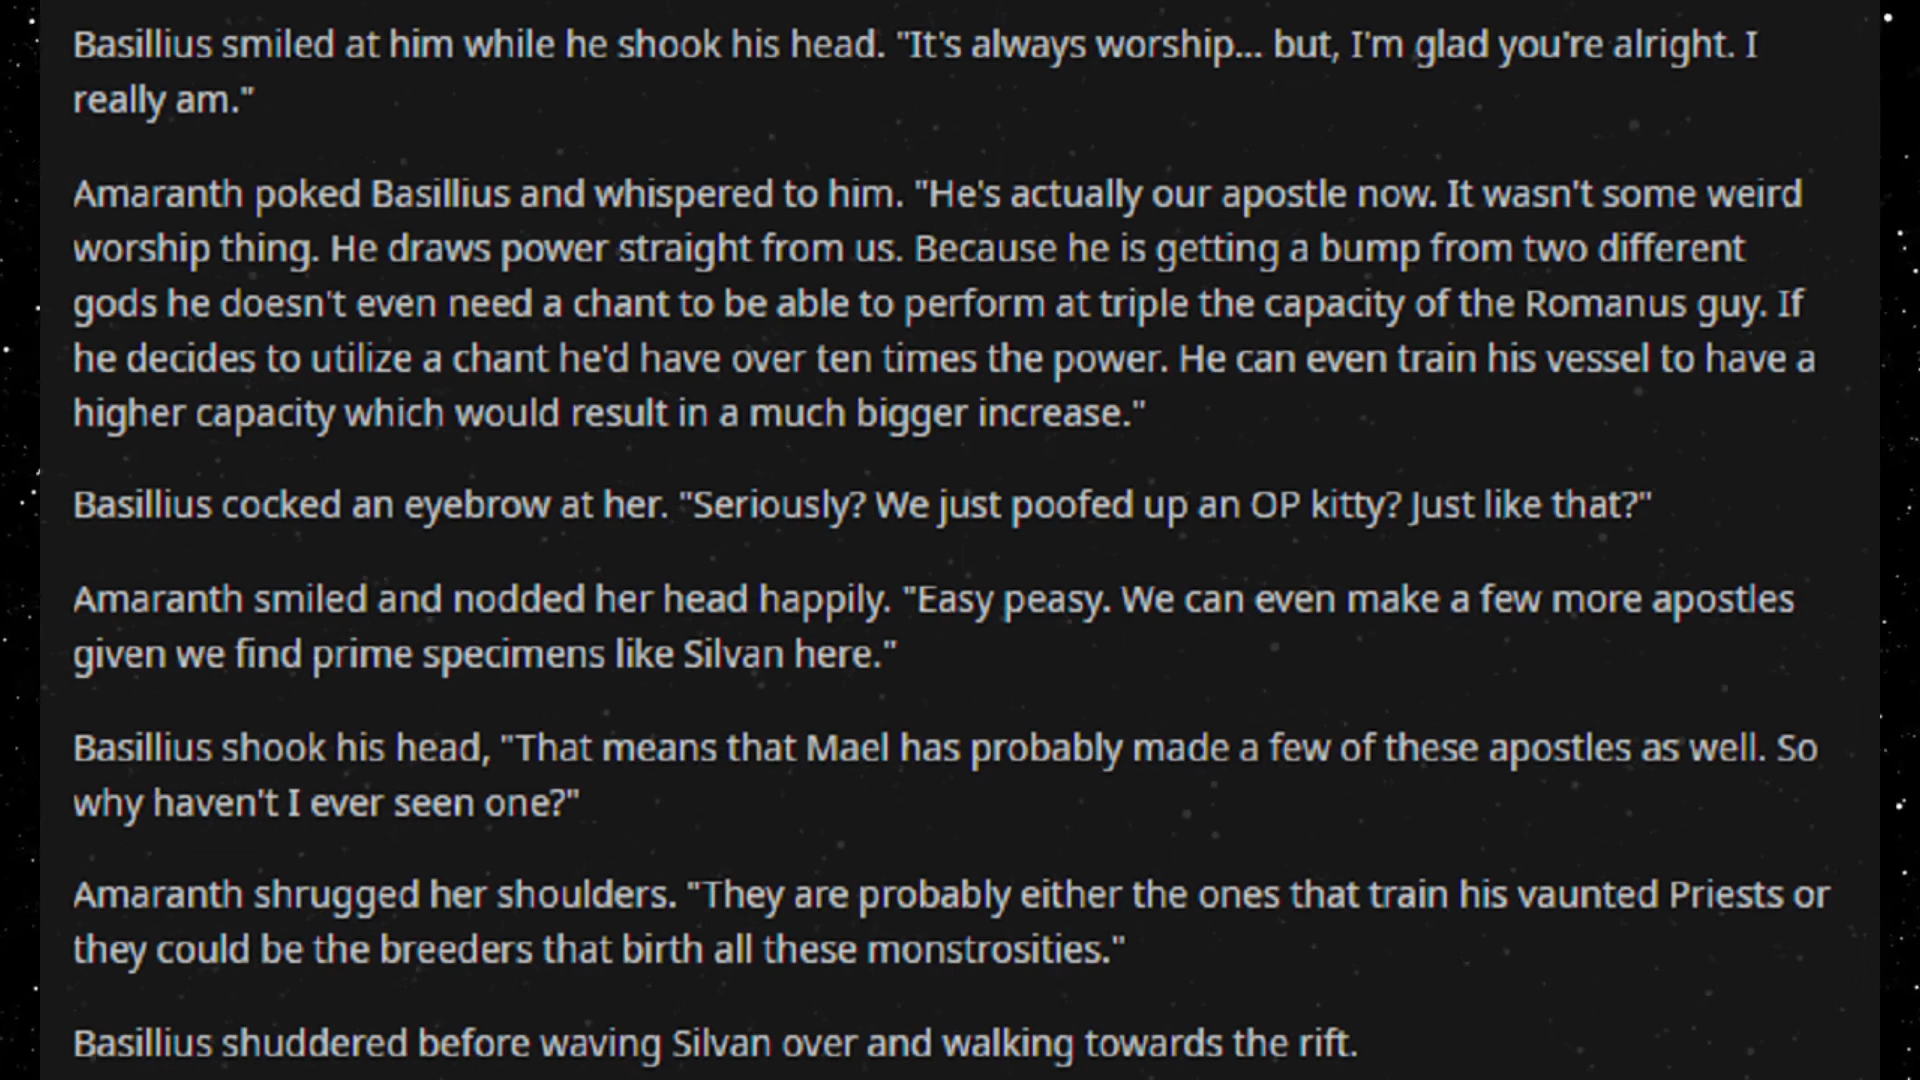 Basillius smiled at him while he shook his head. "It's always worship... but, I'm glad you're alright. I
really am."
Amaranth poked Basillius and whispered to him. "He's actually our apostle now. It wasn't some weird
worship thing. He draws power straight from us. Because he is getting a bump from two different
gods he doesn't even need a chant to be able to perform at triple the capacity of the Romanus guy. If
he decides to utilize a chant he'd have over ten times the power. He can even train his vessel to have a
higher capacity which would result in a much bigger increase."
Basillius cocked an eyebrow at her. "Seriously? We just poofed up an OP kitty? Just like that?"
Amaranth smiled and nodded her head happily. "Easy peasy. We can even make a few more apostles
given we find prime specimens like Silvan here."
Basillius shook his head, "That means that Mael has probably made a few of these apostles as well. So
why haven't I ever seen one?"
Amaranth shrugged her shoulders. "They are probably either the ones that train his vaunted Priests or
they could be the breeders that birth all these monstrosities."
Basillius shuddered before waving Silvan over and walking towards the rift.